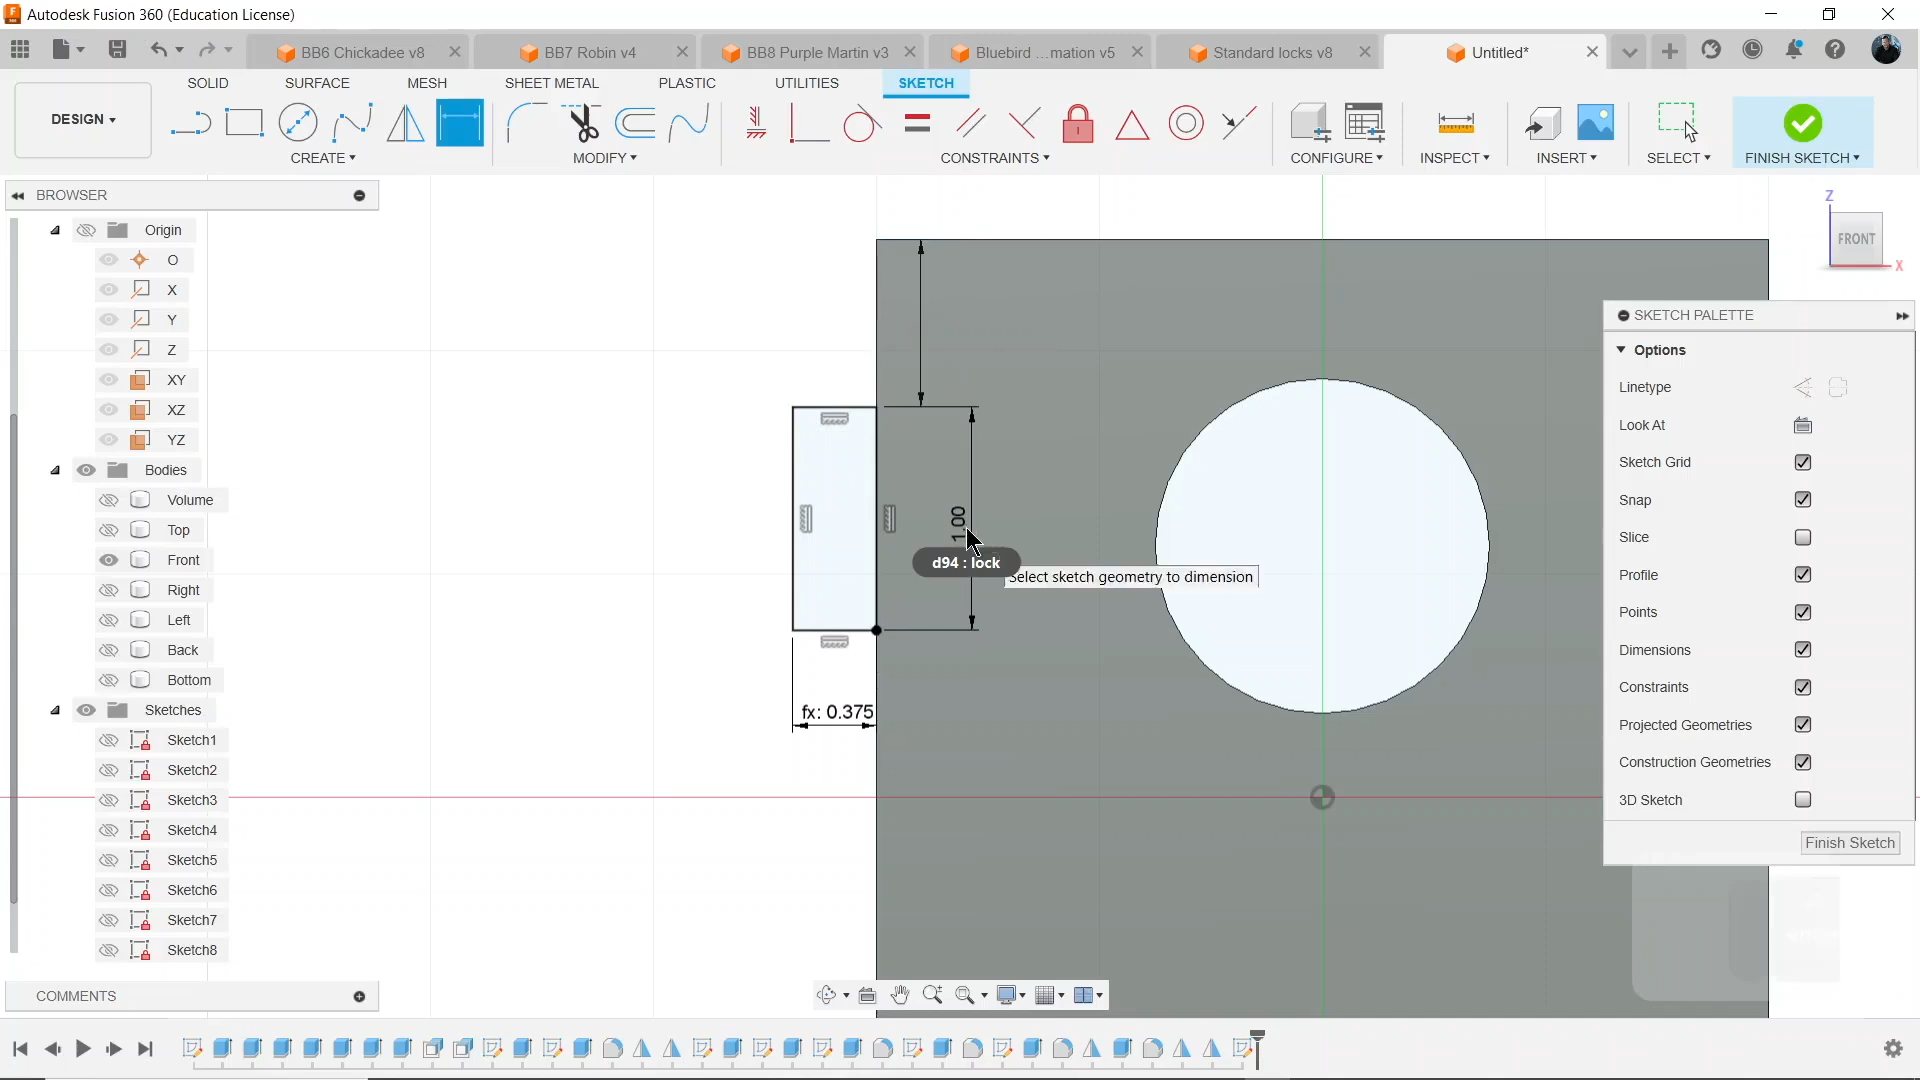 Autodesk Fusion 360 (Education License)
BB6 Chickadee v8
BB7 Robin v4
BB8 Purple Martin v3
Bluebird ...mation v5
Standard locks v8
Untitled*
SOLID
SURFACE
MESH
SHEET METAL
PLASTIC
UTILITIES
SKETCH
DESIGN
CREATE
MODIFY
CONSTRAINTS
CONFIGURE
INSPECT
INSERT
SELECT
FINISH SKETCH
BROWSER
Origin
O
X
Y
Z
XY
XZ
YZ
Bodies
Volume
Top
Front
Right
Left
Back
Bottom
Sketches
Sketch1
Sketch2
Sketch3
Sketch4
Sketch5
Sketch6
Sketch7
Sketch8
COMMENTS
1.00
d94 : lock
Select sketch geometry to dimension
fx: 0.375
Z
FRONT
X
SKETCH PALETTE
Options
Linetype
Look At
Sketch Grid
Snap
Slice
Profile
Points
Dimensions
Constraints
Projected Geometries
Construction Geometries
3D Sketch
Finish Sketch